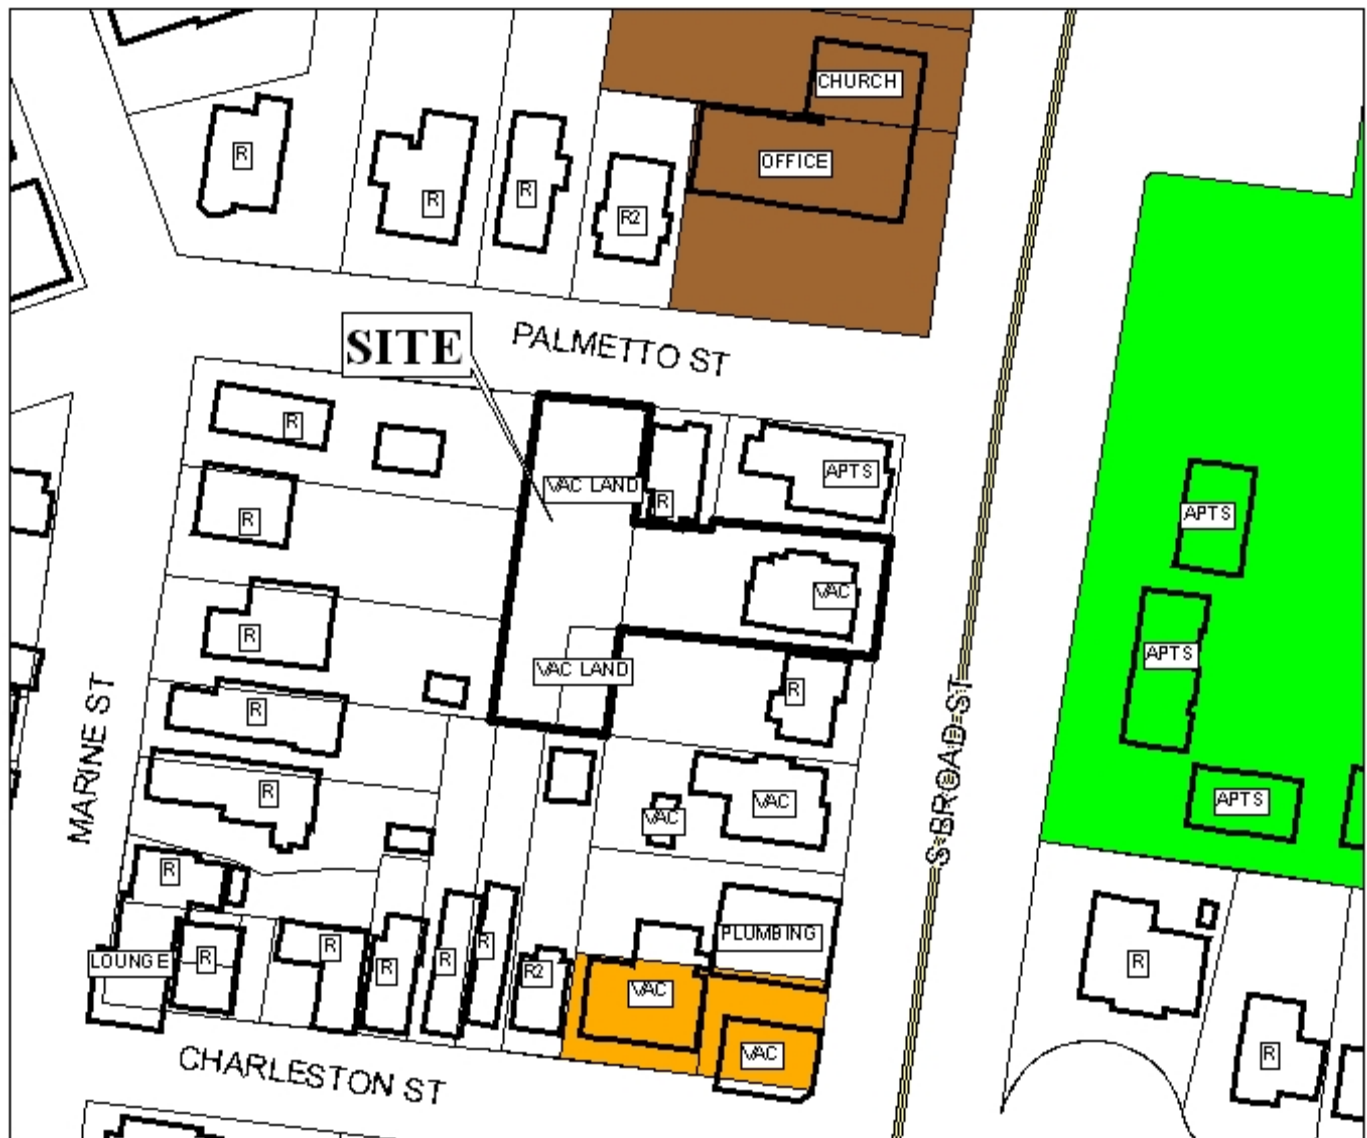 CHURCH
OFFICE
R
R
R
R2
SITE
PALMETTO ST
R
VAC LAND
R
APTS
R
APTS
VAC
R
VAC LAND
R
APTS
R
MARINE ST
S BROAD ST
R
VAC
VAC
APTS
R
LOUNGE
R
R
R
R
R
R2
PLUMBING
R
VAC
VAC
R
CHARLESTON ST